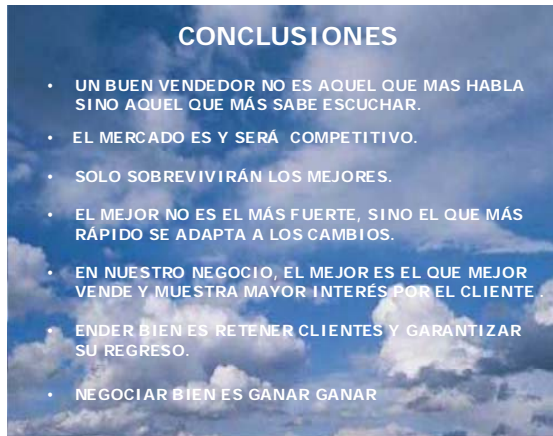 CONCLUSIONES
• UN BUEN VENDEDOR NO ES AQUEL QUE MAS HABLA
SINO AQUEL QUE MÁS SABE ESCUCHAR.
• EL MERCADO ES Y SERÁ COMPETITIVO.
• SOLO SOBREVIVIRÁN LOS MEJORES.
• EL MEJOR NO ES EL MÁS FUERTE, SINO EL QUE MÁS
RÁPIDO SE ADAPTA A LOS CAMBIOS.
• EN NUESTRO NEGOCIO, EL MEJOR ES EL QUE MEJOR
VENDE Y MUESTRA MAYOR INTERÉS POR EL CLIENTE .
• ENDER BIEN ES RETENER CLIENTES Y GARANTIZAR
SU REGRESO.
• NEGOCIAR BIEN ES GANAR GANAR